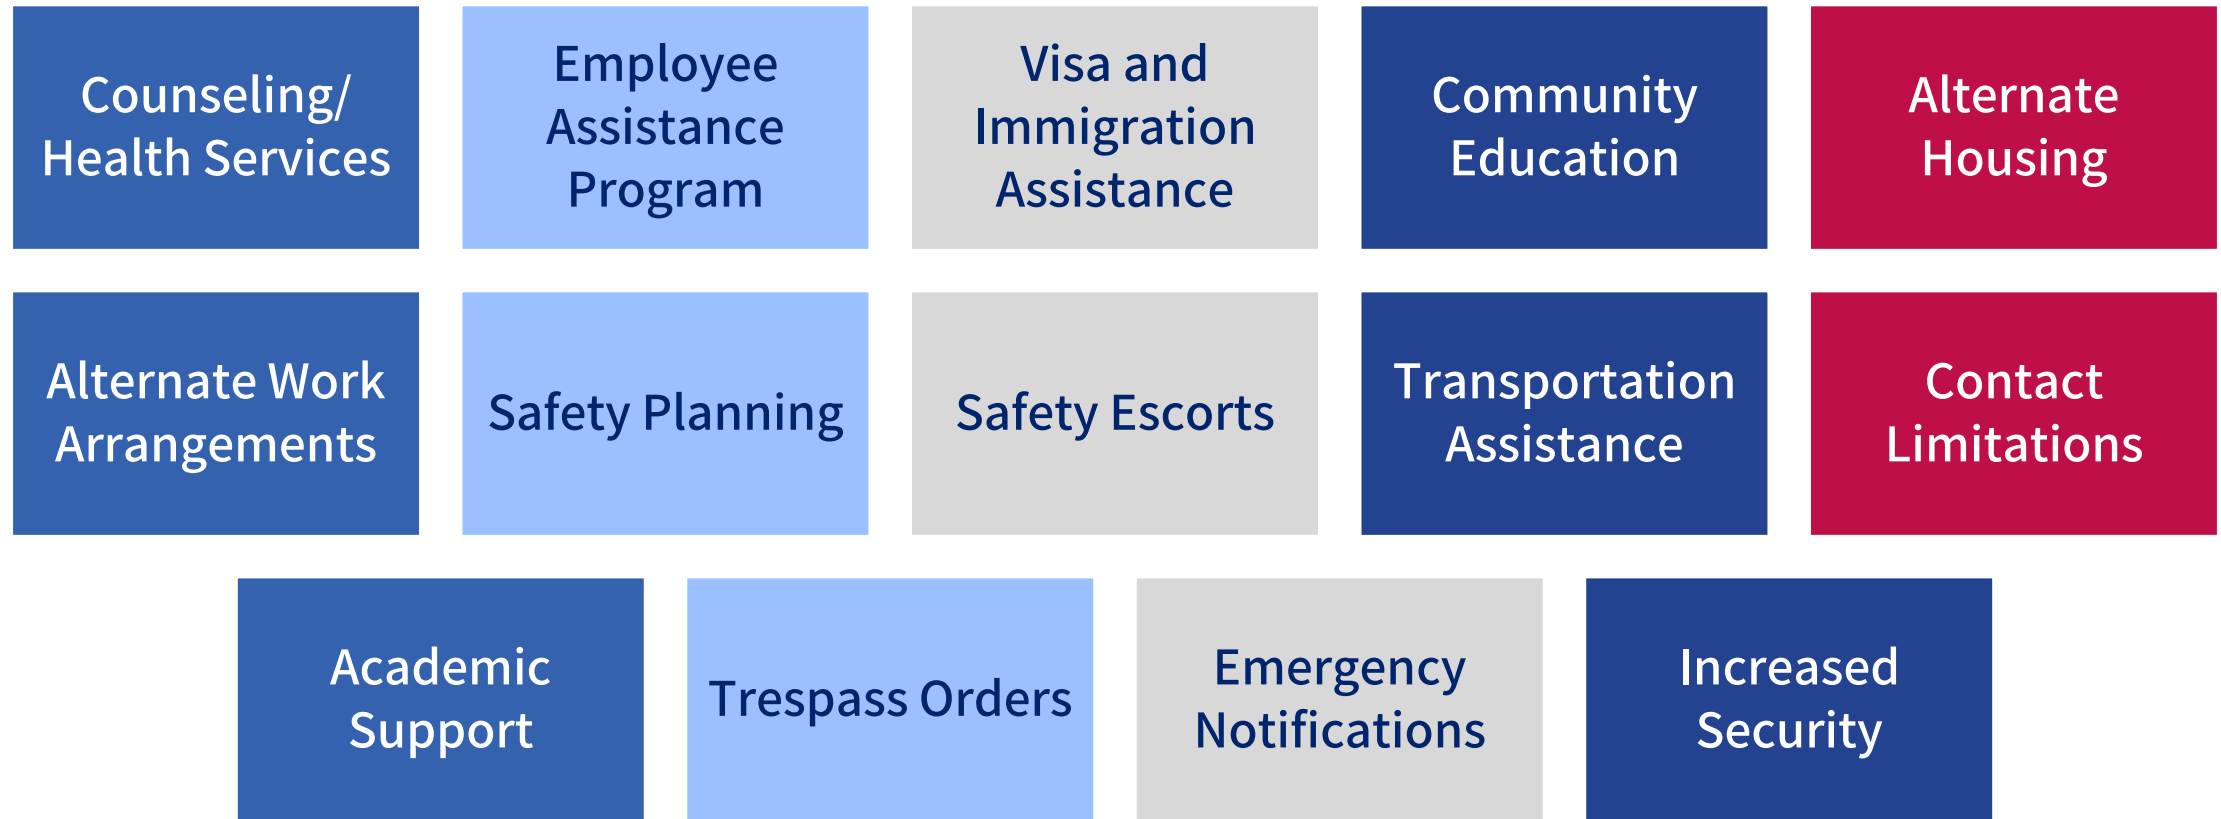 Counseling/
Health Services
Employee
Assistance
Program
Visa and
Immigration
Assistance
Community
Education
Alternate
Housing
Alternate Work
Arrangements
Safety Planning
Safety Escorts
Transportation
Assistance
Contact
Limitations
Academic
Support
Trespass Orders
Emergency
Notifications
Increased
Security